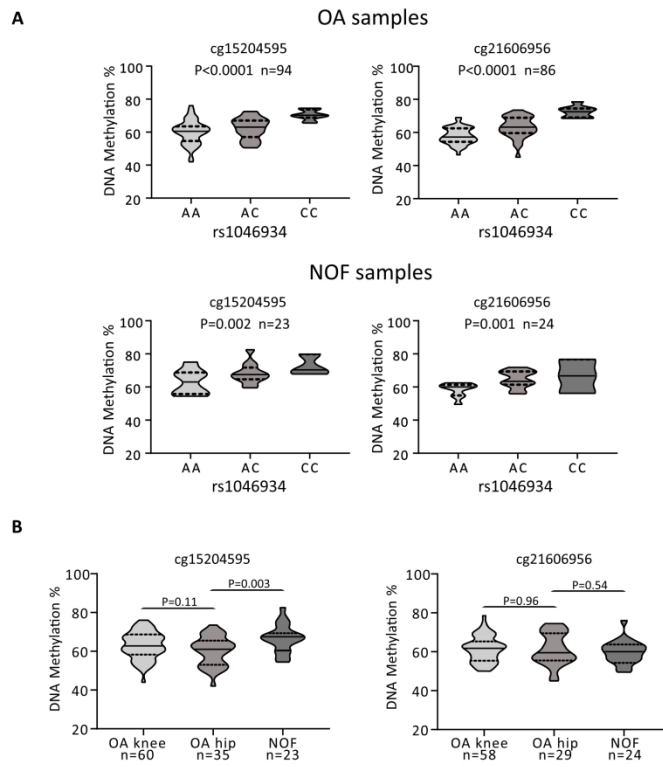 A
OA samples
cg15204595
P<0.0001 n=94
DNA Methylation %
100
80
60
40
20
AA AC CC
rs1046934
cg21606956
P<0.0001 n=86
DNA Methylation %
100
80
60
40
20
AA AC CC
rs1046934
NOF samples
cg15204595
P=0.002 n=23
DNA Methylation %
100
80
60
40
20
AA AC CC
rs1046934
cg21606956
P=0.001 n=24
DNA Methylation %
100
80
60
40
20
AA AC CC
rs1046934
B
cg15204595
P=0.003
P=0.11
DNA Methylation %
100
80
60
40
20
OA knee OA hip NOF
n=60 n=35 n=23
cg21606956
P=0.54
P=0.96
DNA Methylation %
100
80
60
40
20
OA knee OA hip NOF
n=58 n=29 n=24